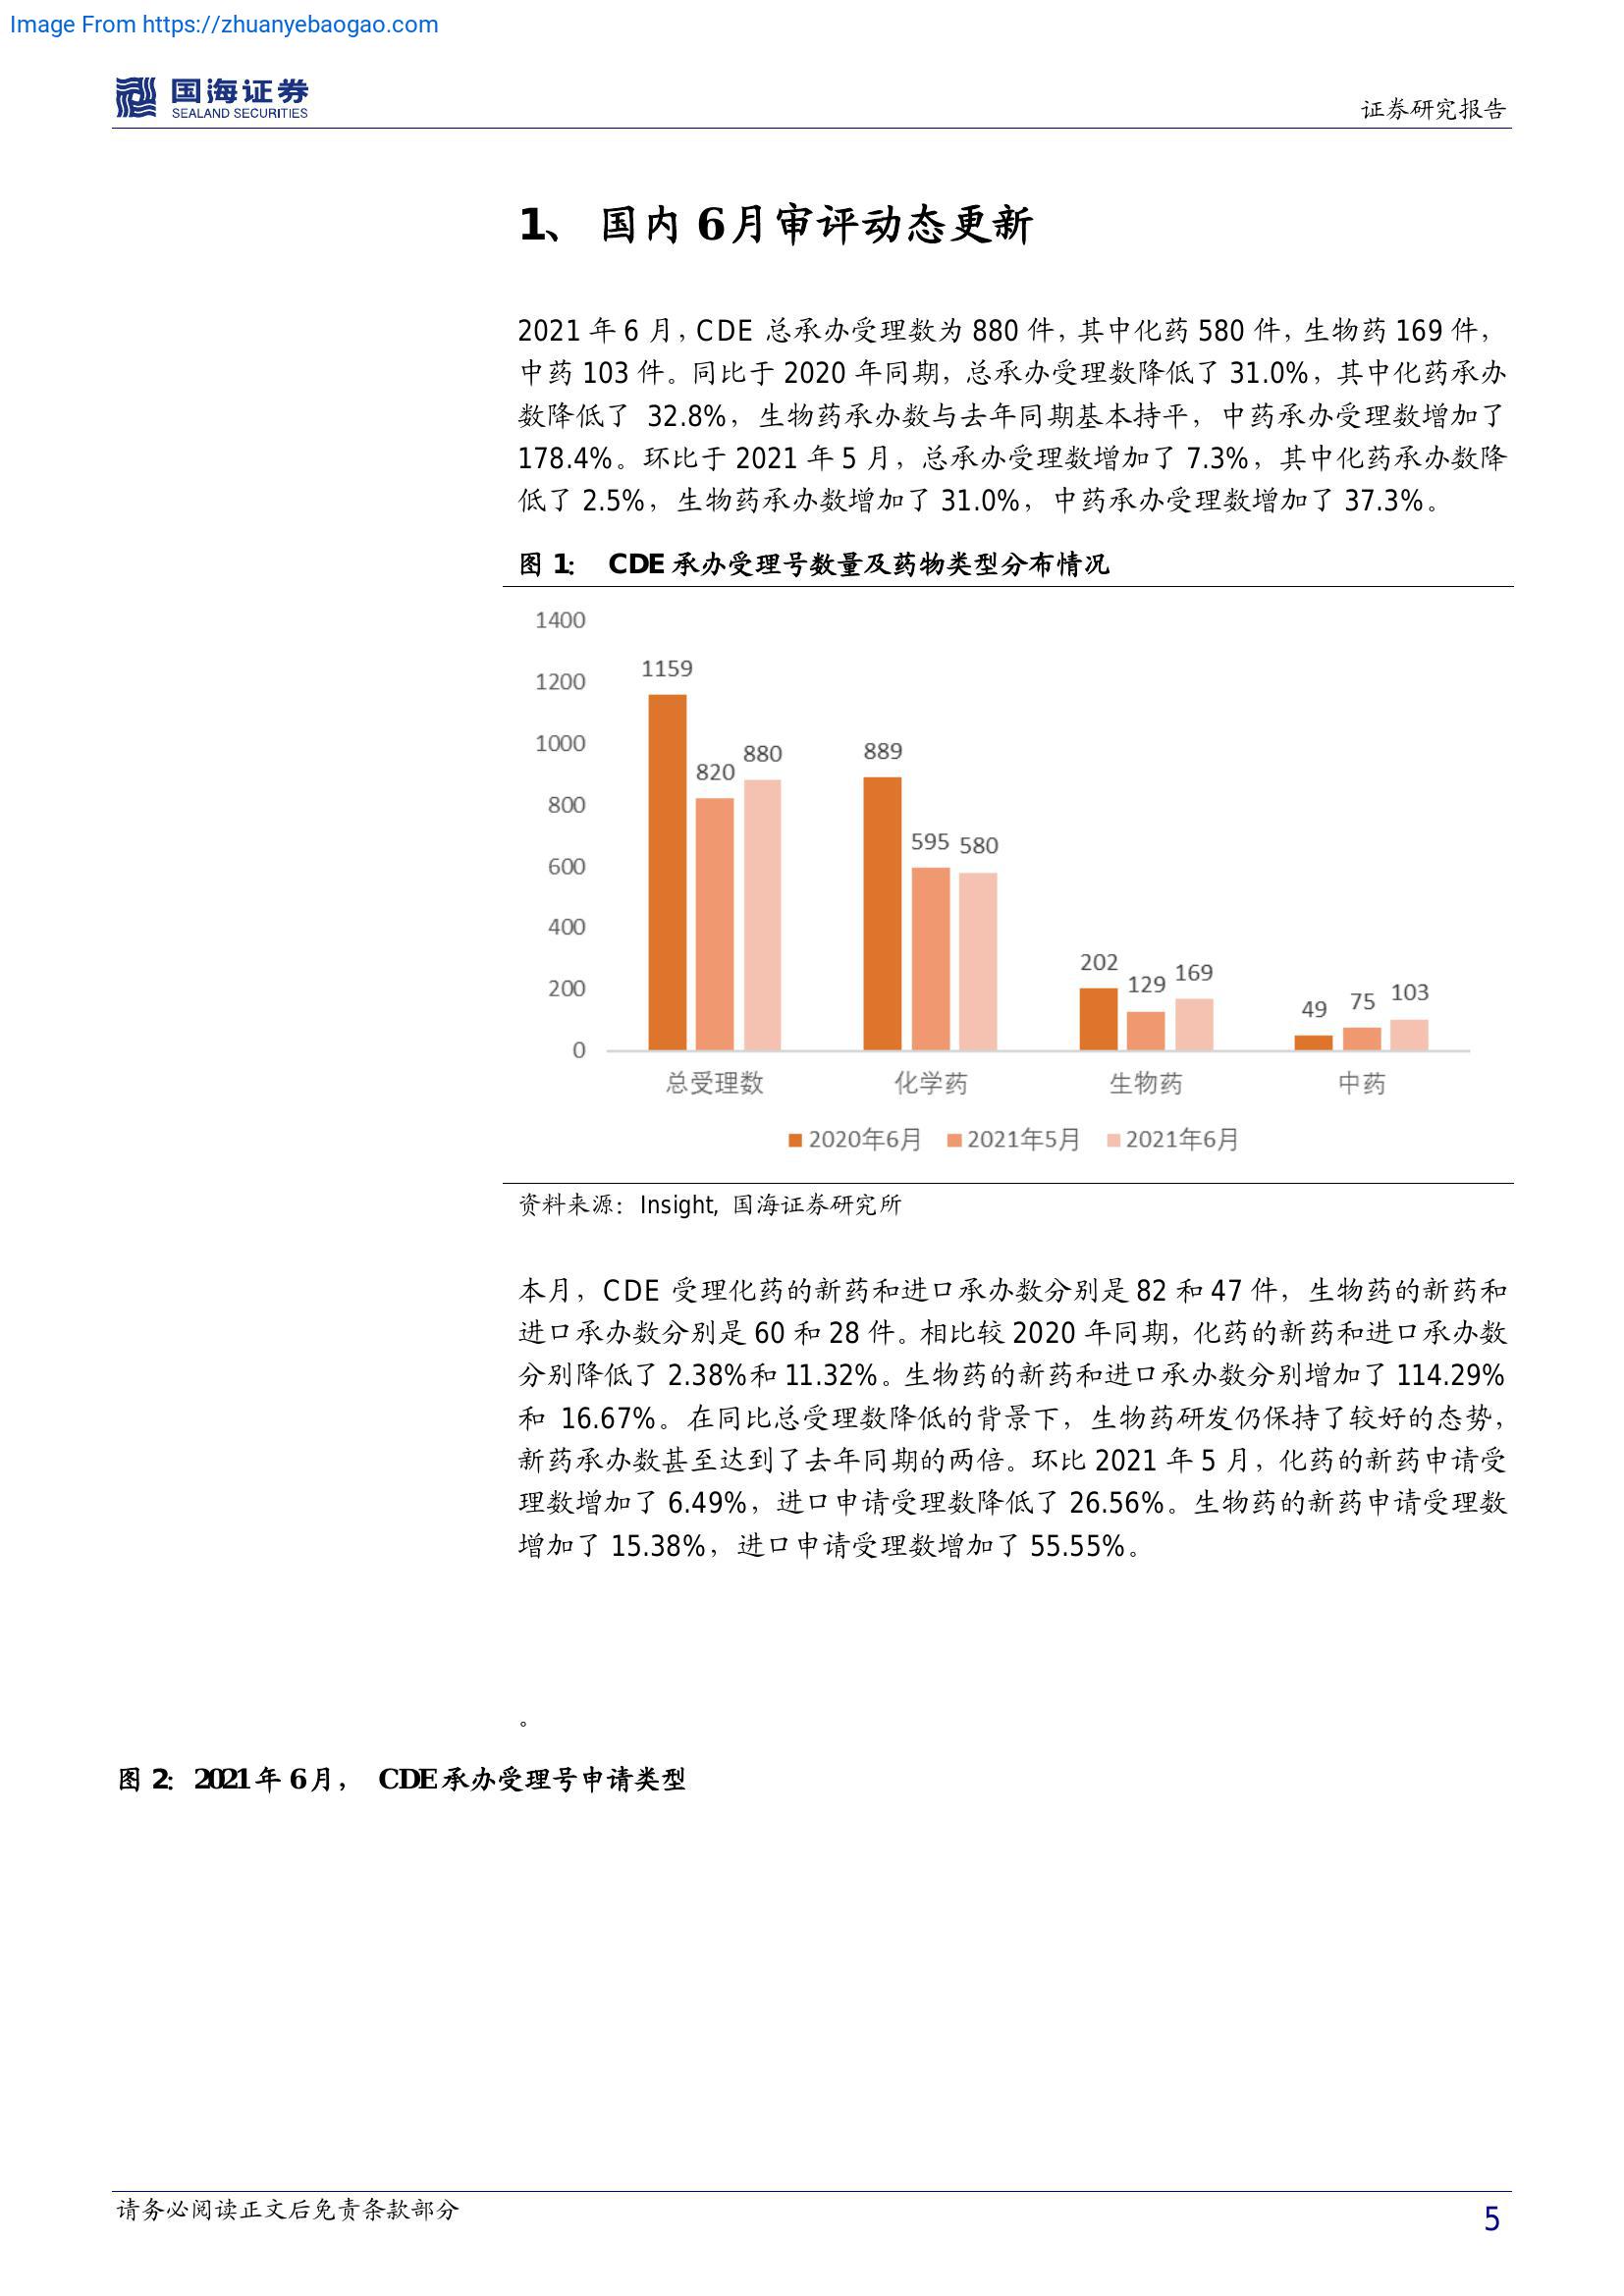 Image From https://zhuanyebaogao.com
国海证券
SEALAND SECURITIES
证券研究报告
1、 国内 6月审评动态更新
2021 年 6 月，CDE 总承办受理数为 880 件，其中化药 580 件，生物药 169 件，
中药 103 件。同比于 2020 年同期，总承办受理数降低了 31.0%，其中化药承办
数降低了 32.8%，生物药承办数与去年同期基本持平，中药承办受理数增加了
178.4%。环比于 2021 年 5 月，总承办受理数增加了 7.3%，其中化药承办数降
低了 2.5%，生物药承办数增加了 31.0%，中药承办受理数增加了 37.3%。
图 1： CDE 承办受理号数量及药物类型分布情况
1400
1200
1000
800
600
400
200
0
1159
820
880
889
595
580
202
129
169
49
75
103
总受理数 化学药 生物药 中药
2020年6月 2021年5月 2021年6月
资料来源：Insight, 国海证券研究所
本月，CDE 受理化药的新药和进口承办数分别是 82 和 47 件，生物药的新药和
进口承办数分别是 60 和 28 件。相比较 2020 年同期，化药的新药和进口承办数
分别降低了 2.38%和 11.32%。生物药的新药和进口承办数分别增加了 114.29%
和 16.67%。在同比总受理数降低的背景下，生物药研发仍保持了较好的态势，
新药承办数甚至达到了去年同期的两倍。环比 2021 年 5 月，化药的新药申请受
理数增加了 6.49%，进口申请受理数降低了 26.56%。生物药的新药申请受理数
增加了 15.38%，进口申请受理数增加了 55.55%。
。
图 2：2021 年 6 月， CDE 承办受理号申请类型
请务必阅读正文后免责条款部分
5